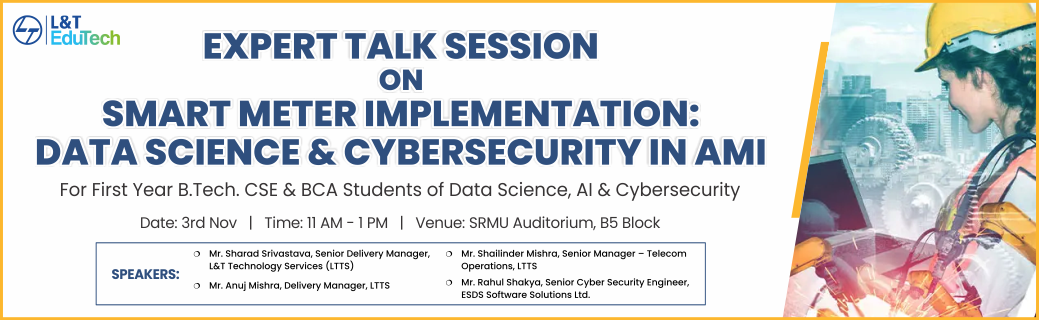 L&T
EduTech
EXPERT TALK SESSION
ON
SMART METER IMPLEMENTATION:
DATA SCIENCE & CYBERSECURITY IN AMI
For First Year B.Tech. CSE & BCA Students of Data Science, AI & Cybersecurity
Date: 3rd Nov | Time: 11 AM - 1 PM | Venue: SRMU Auditorium, B5 Block
SPEAKERS:
Mr. Sharad Srivastava, Senior Delivery Manager,
L&T Technology Services (LTTS)
Mr. Anuj Mishra, Delivery Manager, LTTS
Mr. Shailinder Mishra, Senior Manager – Telecom
Operations, LTTS
Mr. Rahul Shakya, Senior Cyber Security Engineer,
ESDS Software Solutions Ltd.